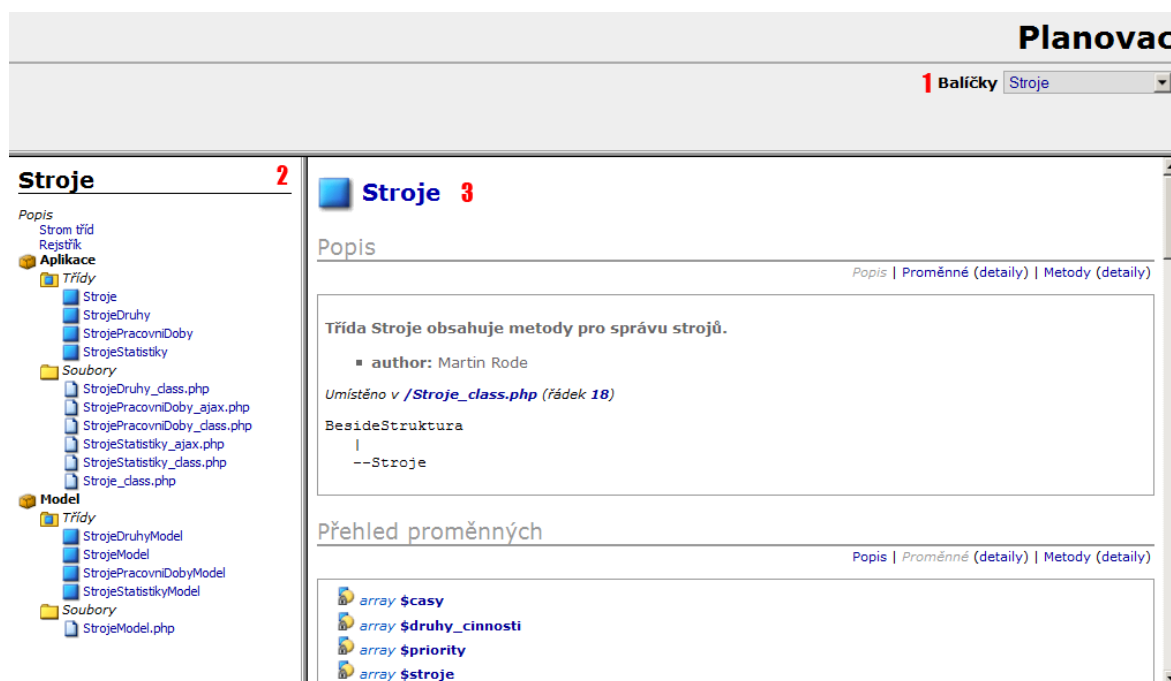 Planovac
1 Balíčky Stroje
Stroje 2
Popis
Strom tříd
Rejstřík
Aplikace
Třídy
Stroje
StrojeDruhy
StrojePracovniDoby
StrojeStatistiky
Soubory
StrojeDruhy_class.php
StrojePracovniDoby_ajax.php
StrojePracovniDoby_class.php
StrojeStatistiky_ajax.php
StrojeStatistiky_class.php
Stroje_class.php
Model
Třídy
StrojeDruhyModel
StrojeModel
StrojePracovniDobyModel
StrojeStatistikyModel
Soubory
StrojeModel.php
Stroje 3
Popis
Popis | Proměnné (detaily) | Metody (detaily)
Třída Stroje obsahuje metody pro správu strojů.
author: Martin Rode
Umístěno v /Stroje_class.php (řádek 18)
BesideStruktura
|
--Stroje
Přehled proměnných
Popis | Proměnné (detaily) | Metody (detaily)
array $casy
array $druhy_cinnosti
array $priority
array $stroje